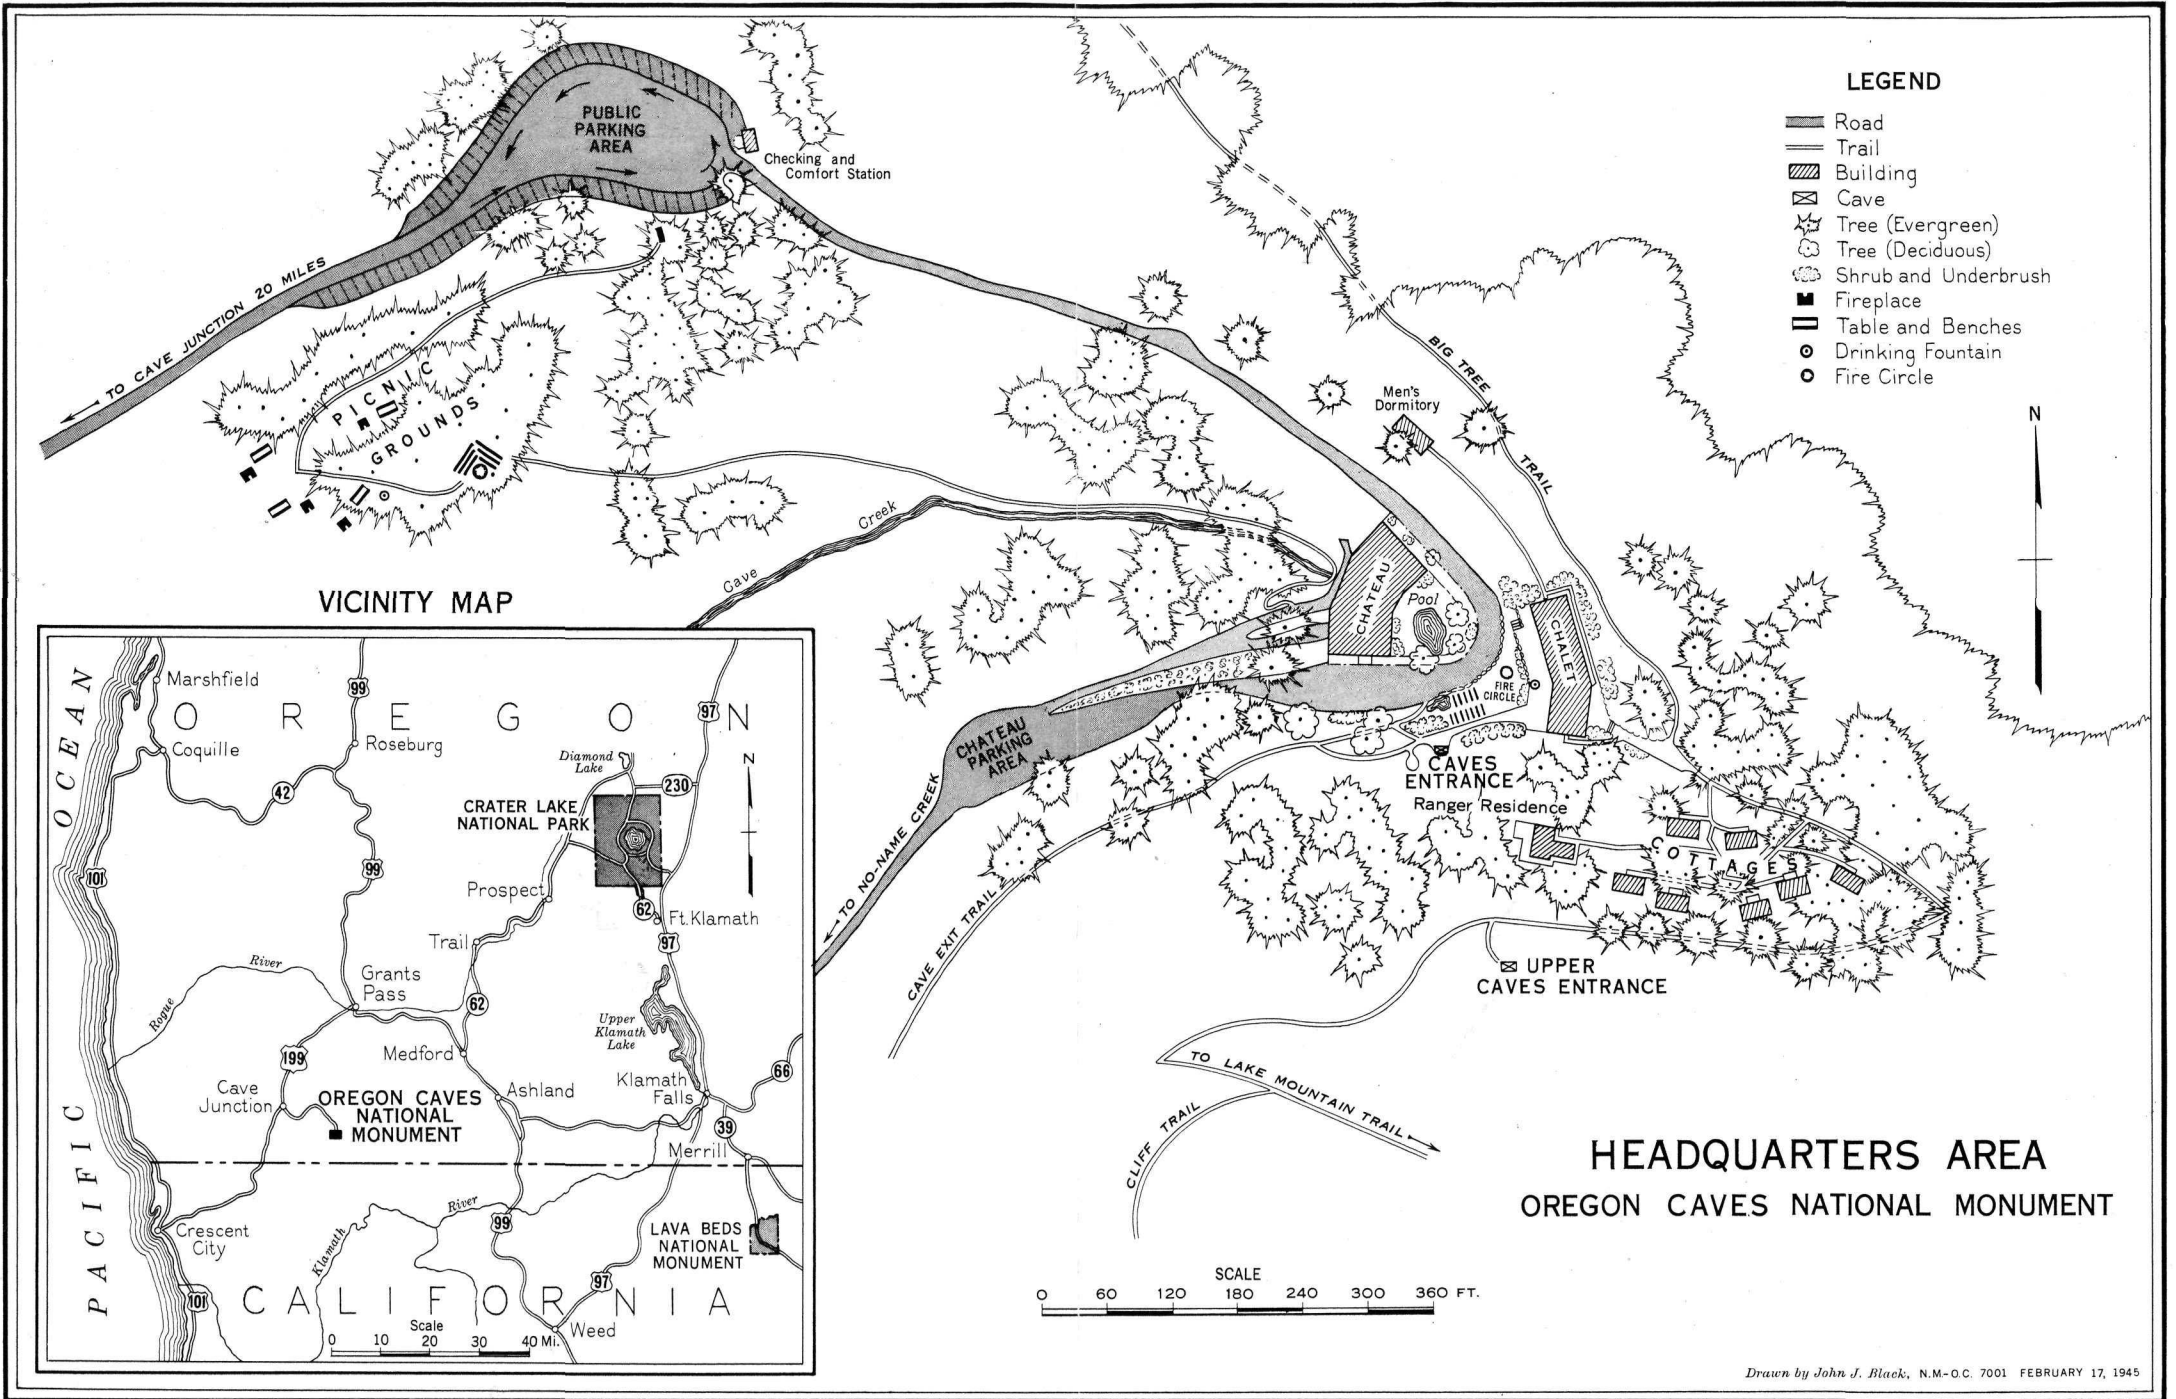 PUBLIC
PARKING
AREA
Checking and
Comfort Station
TO CAVE JUNCTION 20 MILES
PICNIC
GROUNDS
Cave Creek
BIG TREE TRAIL
Men's
Dormitory
CHATEAU
Pool
CHALET
FIRE
CIRCLE
CHATEAU
PARKING
AREA
TO NO-NAME CREEK
CAVE EXIT TRAIL
CAVES
ENTRANCE
Ranger Residence
COTTAGES
UPPER
CAVES ENTRANCE
TO LAKE MOUNTAIN TRAIL
CLIFF TRAIL
LEGEND
Road
Trail
Building
Cave
Tree (Evergreen)
Tree (Deciduous)
Shrub and Underbrush
Fireplace
Table and Benches
Drinking Fountain
Fire Circle
N
VICINITY MAP
PACIFIC OCEAN
OREGON
Marshfield
Coquille
Roseburg
99
97
42
Diamond
Lake
230
N
CRATER LAKE
NATIONAL PARK
99
101
Prospect
62
Ft. Klamath
97
Trail
Rogue River
Grants
Pass
62
Upper
Klamath
Lake
199
Medford
66
Cave
Junction
OREGON CAVES
NATIONAL
MONUMENT
Ashland
Klamath
Falls
39
Merrill
Crescent
City
Klamath River
99
LAVA BEDS
NATIONAL
MONUMENT
97
101
CALIFORNIA
Weed
Scale
0 10 20 30 40 Mi.
HEADQUARTERS AREA
OREGON CAVES NATIONAL MONUMENT
SCALE
0 60 120 180 240 300 360 FT.
Drawn by John J. Black, N.M.-O.C. 7001 FEBRUARY 17, 1945